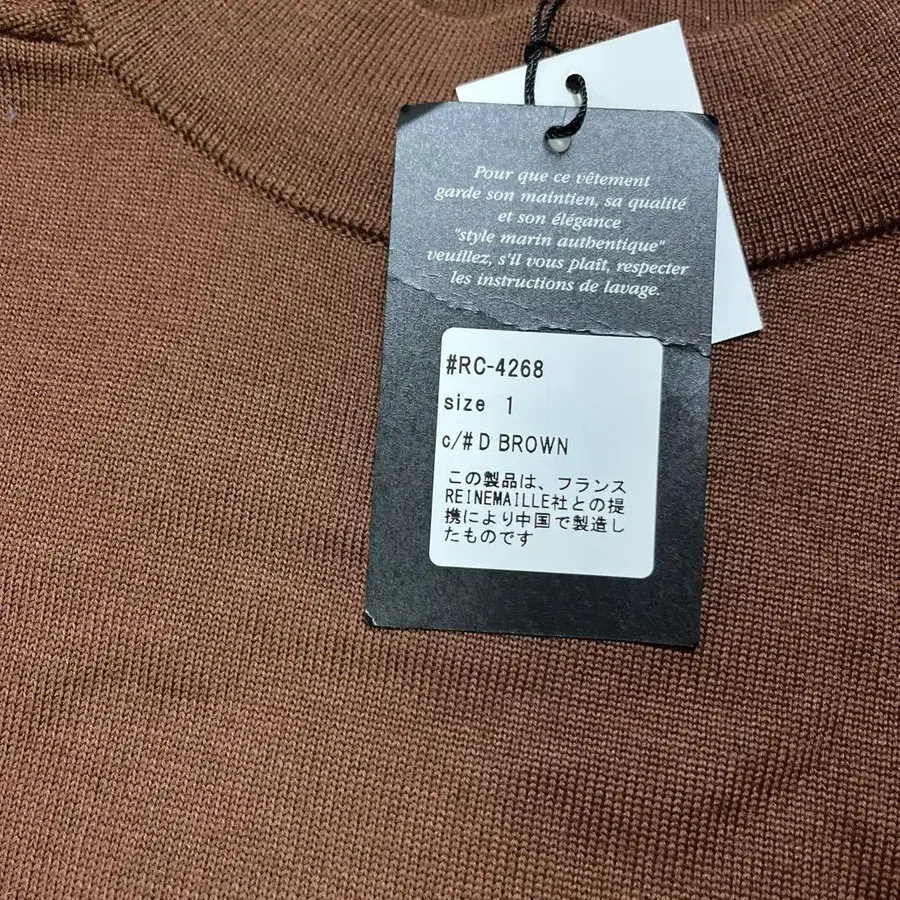 Pour que ce vêtement
garde son maintien, sa qualité
et son élégance
"style marin authentique"
veuillez, s'il vous plaît, respecter
les instructions de lavage.
#RC-4268
size 1
c/# D BROWN
この製品は、フランス
REINEMAILLE社との提
携により中国で製造し
たものです